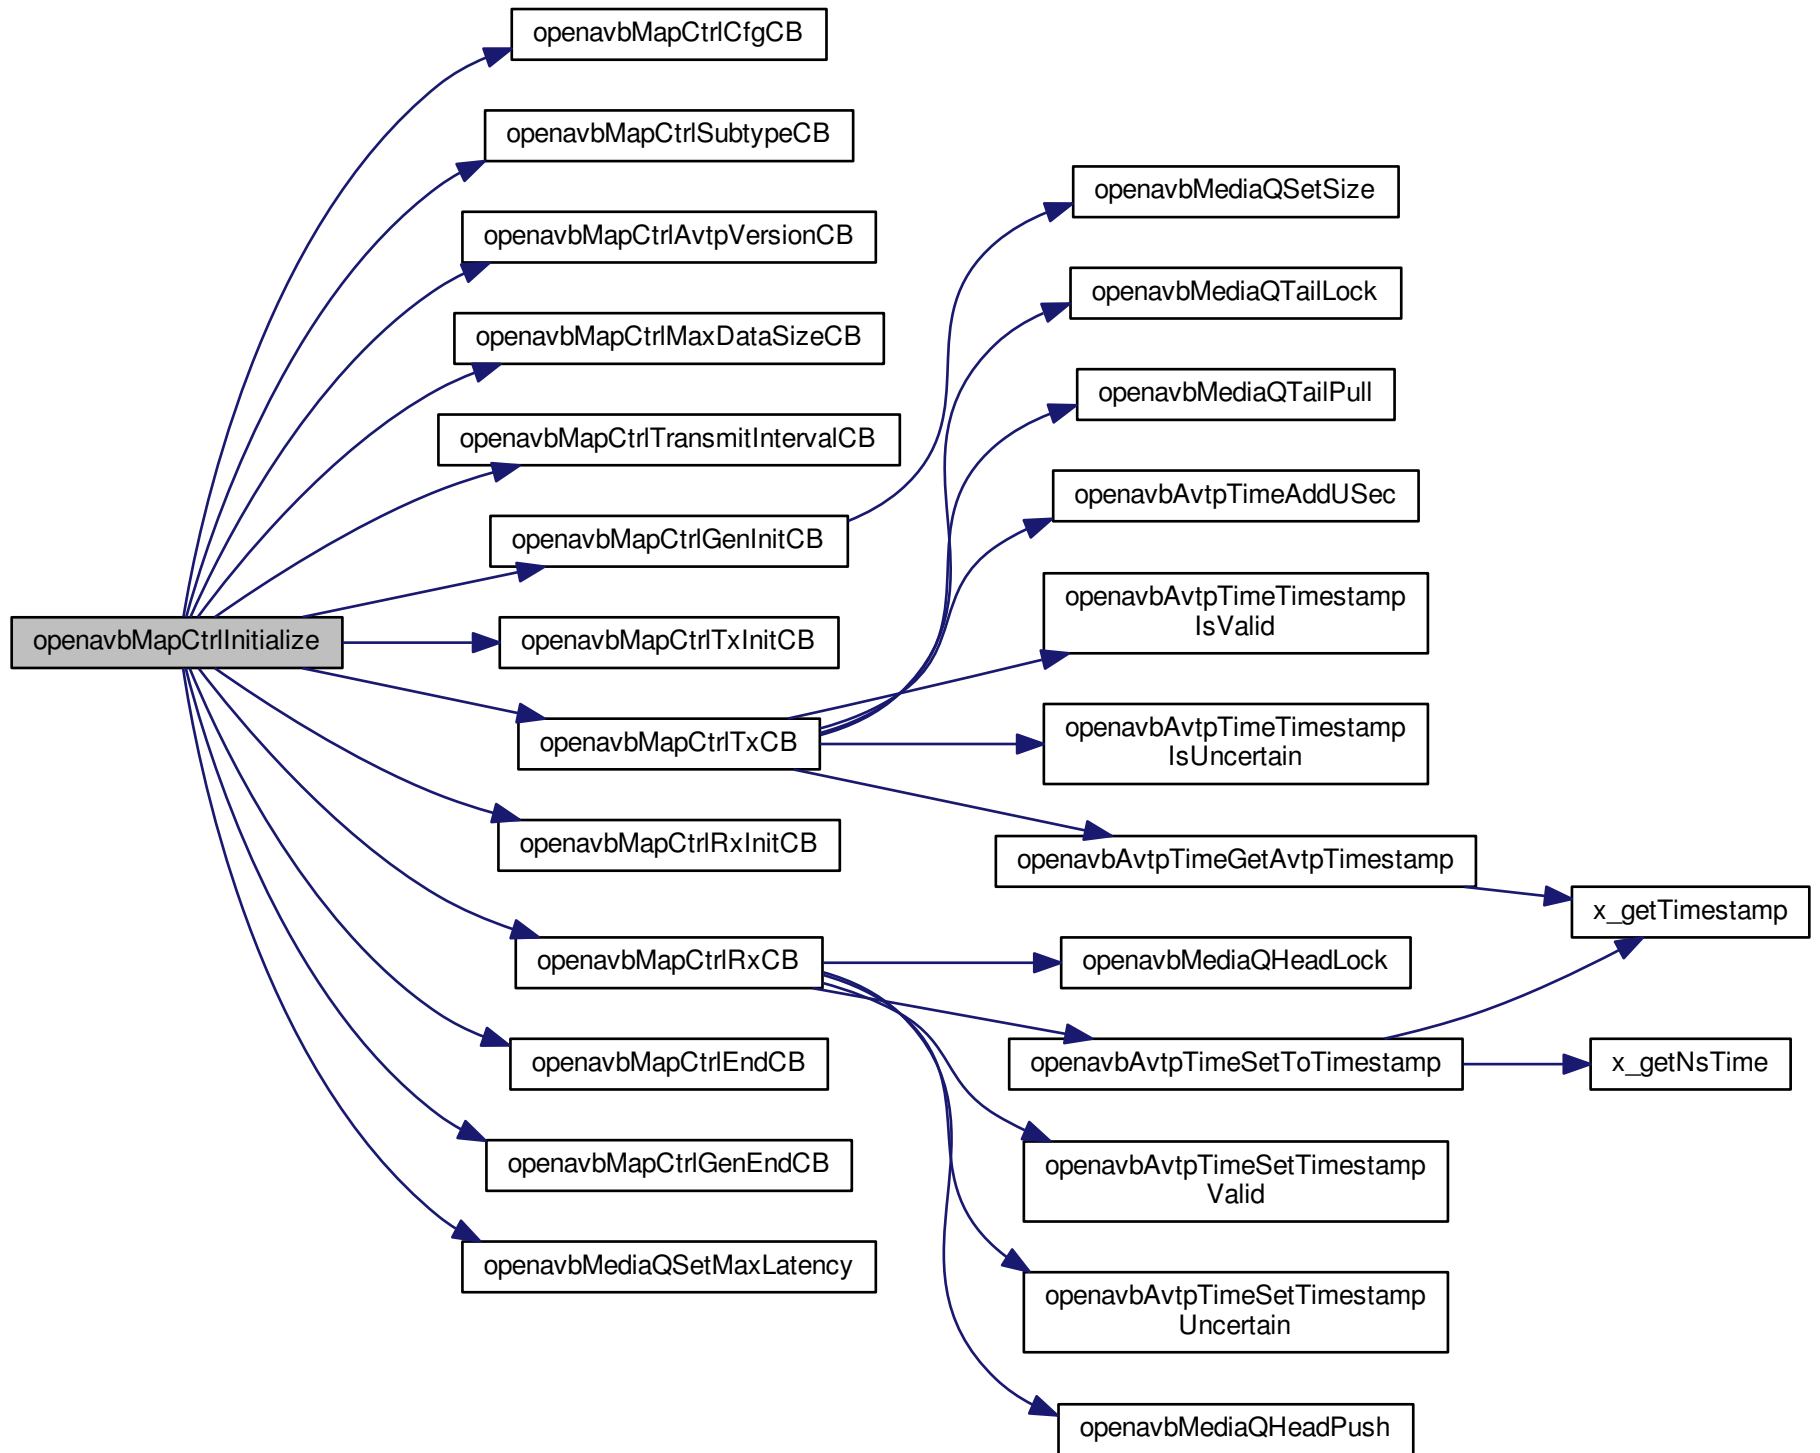 openavbMapCtrlCfgCB
openavbMapCtrlSubtypeCB
openavbMapCtrlAvtpVersionCB
openavbMapCtrlMaxDataSizeCB
openavbMapCtrlTransmitIntervalCB
openavbMapCtrlGenInitCB
openavbMapCtrlInitialize
openavbMapCtrlTxInitCB
openavbMapCtrlTxCB
openavbMapCtrlRxInitCB
openavbMapCtrlRxCB
openavbMapCtrlEndCB
openavbMapCtrlGenEndCB
openavbMediaQSetMaxLatency
openavbMediaQSetSize
openavbMediaQTailLock
openavbMediaQTailPull
openavbAvtpTimeAddUSec
openavbAvtpTimeTimestamp
IsValid
openavbAvtpTimeTimestamp
IsUncertain
openavbAvtpTimeGetAvtpTimestamp
x_getTimestamp
openavbMediaQHeadLock
openavbAvtpTimeSetToTimestamp
x_getNsTime
openavbAvtpTimeSetTimestamp
Valid
openavbAvtpTimeSetTimestamp
Uncertain
openavbMediaQHeadPush